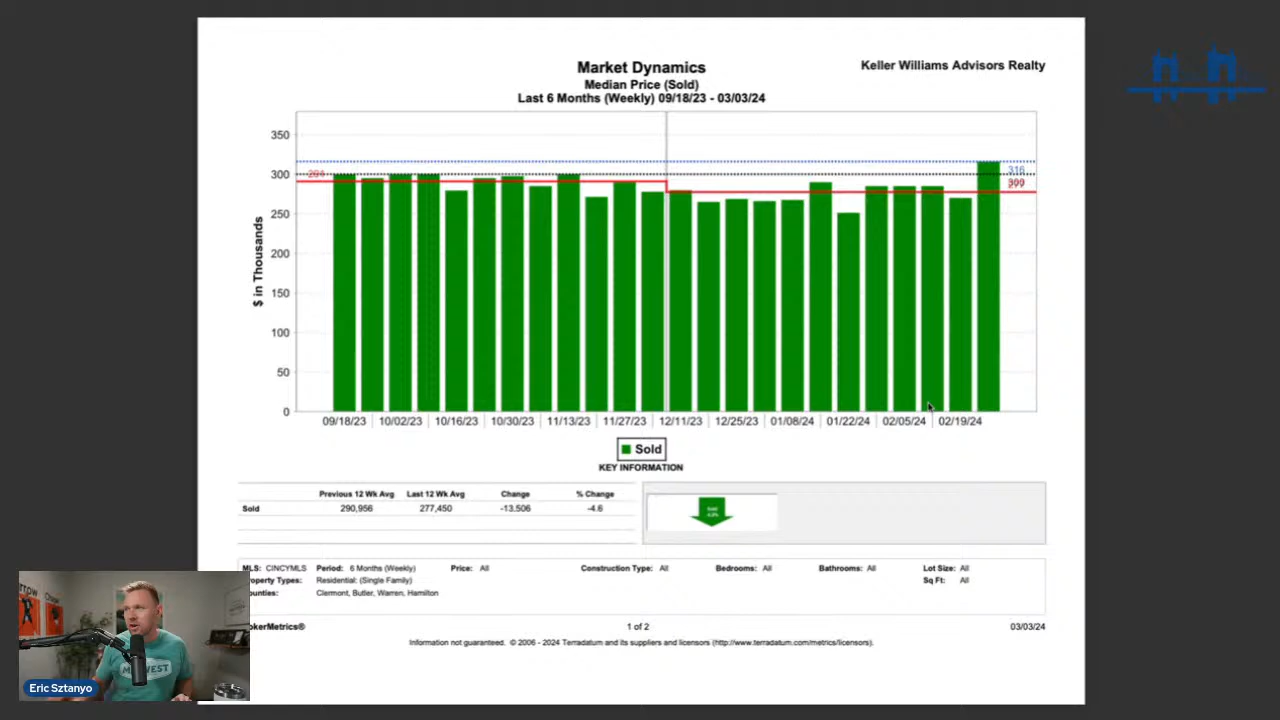 Market Dynamics
Keller Williams Advisors Realty
Median Price (Sold)
Last 6 Months (Weekly) 09/18/23 - 03/03/24
$ in Thousands
350
300
250
200
150
100
50
0
291
316
277
09/18/23 10/02/23 10/16/23 10/30/23 11/13/23 11/27/23 12/11/23 12/25/23 01/08/24 01/22/24 02/05/24 02/19/24
Sold
KEY INFORMATION
Previous 12 Wk Avg Last 12 Wk Avg Change % Change
Sold 290,956 277,450 -13.506 -4.6
MLS: CINCYMLS Period: 6 Months (Weekly) Price: All Construction Type: All Bedrooms: All Bathrooms: All Lot Size: All
roperty Types: Residential: (Single Family) Sq Ft: All
ounties: Clermont, Butler, Warren, Hamilton
okerMetrics® 1 of 2 03/03/24
Information not guaranteed. © 2006 - 2024 Terradatum and its suppliers and licensors (http://www.terradatum.com/metrics/licensors).
Eric Sztanyo